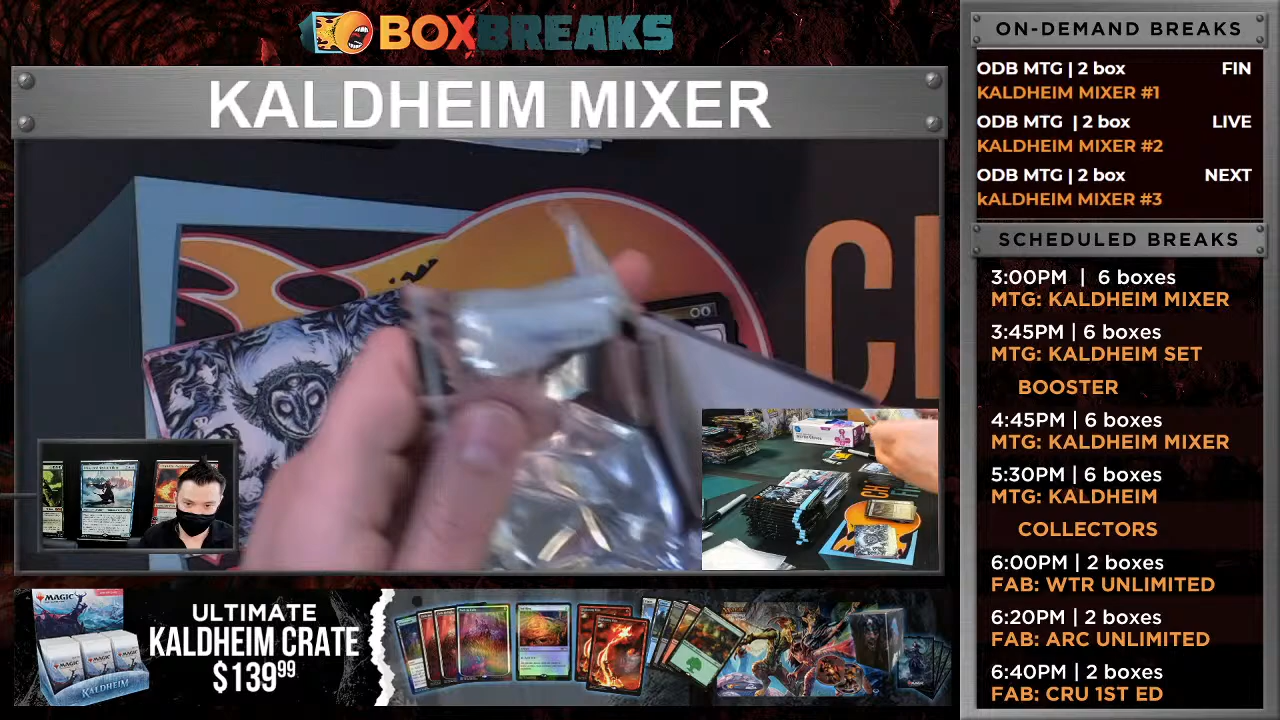 BOXBREAKS
KALDHEIM MIXER
ON-DEMAND BREAKS
ODB MTG | 2 box FIN
KALDHEIM MIXER #1
ODB MTG | 2 box LIVE
KALDHEIM MIXER #2
ODB MTG | 2 box NEXT
kALDHEIM MIXER #3
SCHEDULED BREAKS
3:00PM | 6 boxes
MTG: KALDHEIM MIXER
3:45PM | 6 boxes
MTG: KALDHEIM SET
BOOSTER
4:45PM | 6 boxes
MTG: KALDHEIM MIXER
5:30PM | 6 boxes
MTG: KALDHEIM
COLLECTORS
6:00PM | 2 boxes
FAB: WTR UNLIMITED
6:20PM | 2 boxes
FAB: ARC UNLIMITED
6:40PM | 2 boxes
FAB: CRU 1ST ED
CH
MAGIC
KALDHEIM
ULTIMATE
KALDHEIM CRATE
$139⁹⁹